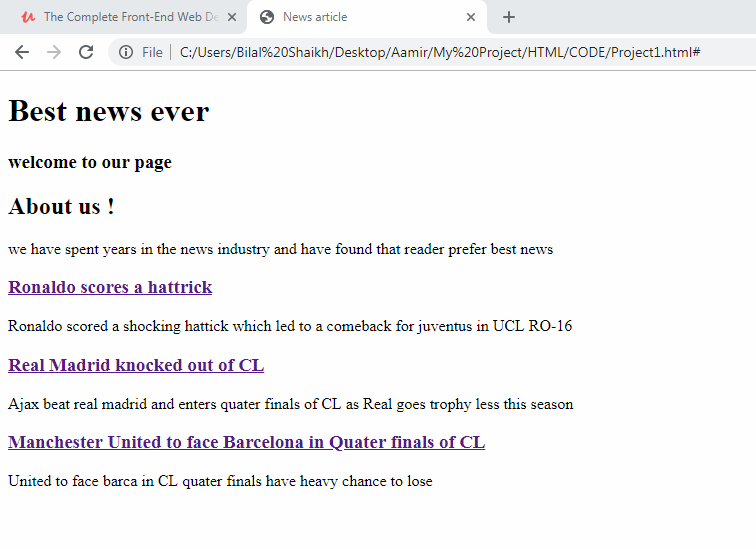 The Complete Front-End Web De
News article
File
C:/Users/Bilal%20Shaikh/Desktop/Aamir/My%20Project/HTML/CODE/Project1.html#
Best news ever
welcome to our page
About us !
we have spent years in the news industry and have found that reader prefer best news
Ronaldo scores a hattrick
Ronaldo scored a shocking hattick which led to a comeback for juventus in UCL RO-16
Real Madrid knocked out of CL
Ajax beat real madrid and enters quater finals of CL as Real goes trophy less this season
Manchester United to face Barcelona in Quater finals of CL
United to face barca in CL quater finals have heavy chance to lose